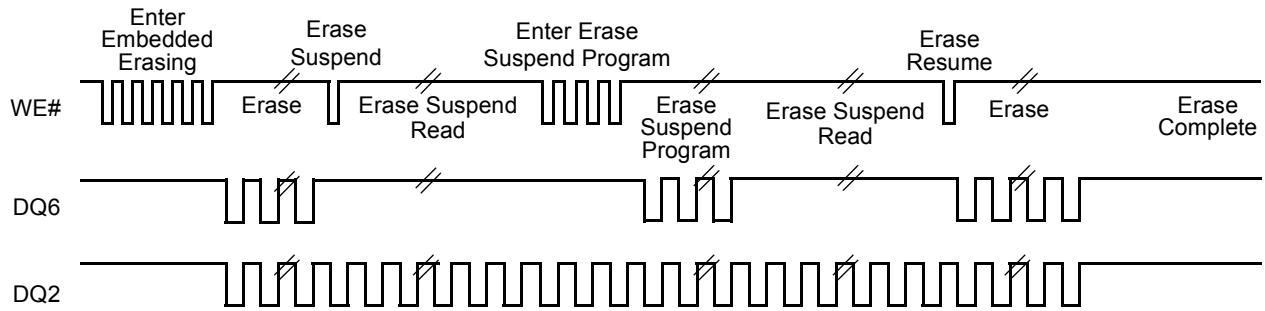 Enter
Embedded
Erasing
Erase
Suspend
Enter Erase
Suspend Program
Erase
Resume
WE#
Erase
Erase Suspend
Read
Erase
Suspend
Program
Erase Suspend
Read
Erase
Erase
Complete
DQ6
DQ2